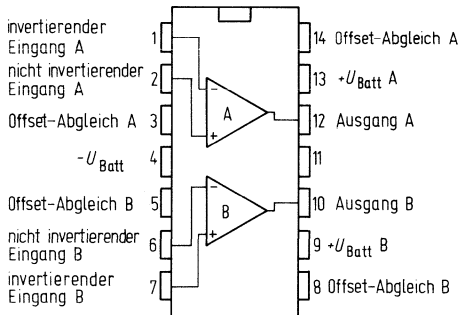 invertierender
Eingang A
1
nicht invertierender
Eingang A
2
Offset-Abgleich A
3
-U Batt
4
Offset-Abgleich B
5
nicht invertierender
Eingang B
6
invertierender
Eingang B
7
-
A
+
-
B
+
14 Offset-Abgleich A
13 +U Batt A
12 Ausgang A
11
10 Ausgang B
9 +U Batt B
8 Offset-Abgleich B